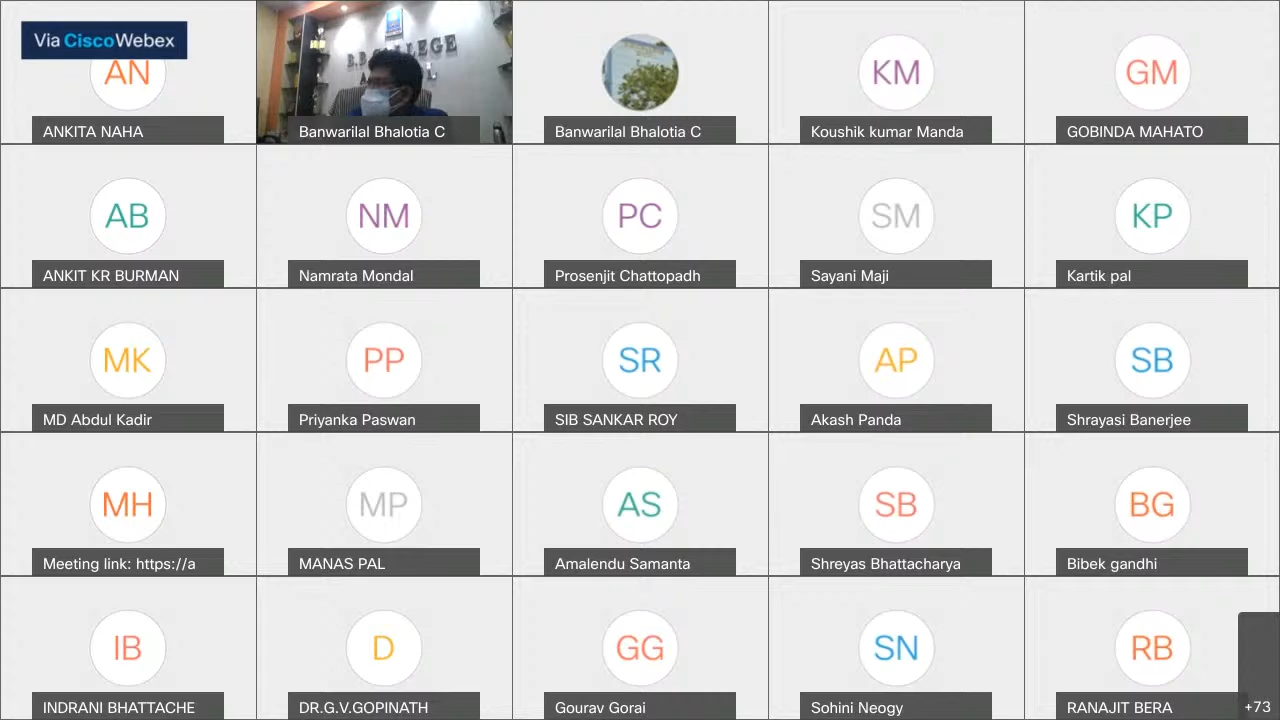 Via Cisco Webex
AN
ANKITA NAHA
B.B. COLLEGE
Banwarilal Bhalotia C
Banwarilal Bhalotia C
KM
Koushik kumar Manda
GM
GOBINDA MAHATO
AB
ANKIT KR BURMAN
NM
Namrata Mondal
PC
Prosenjit Chattopadh
SM
Sayani Maji
KP
Kartik pal
MK
MD Abdul Kadir
PP
Priyanka Paswan
SR
SIB SANKAR ROY
AP
Akash Panda
SB
Shrayasi Banerjee
MH
Meeting link: https://a
MP
MANAS PAL
AS
Amalendu Samanta
SB
Shreyas Bhattacharya
BG
Bibek gandhi
IB
INDRANI BHATTACHE
D
DR.G.V.GOPINATH
GG
Gourav Gorai
SN
Sohini Neogy
RB
RANAJIT BERA
+73